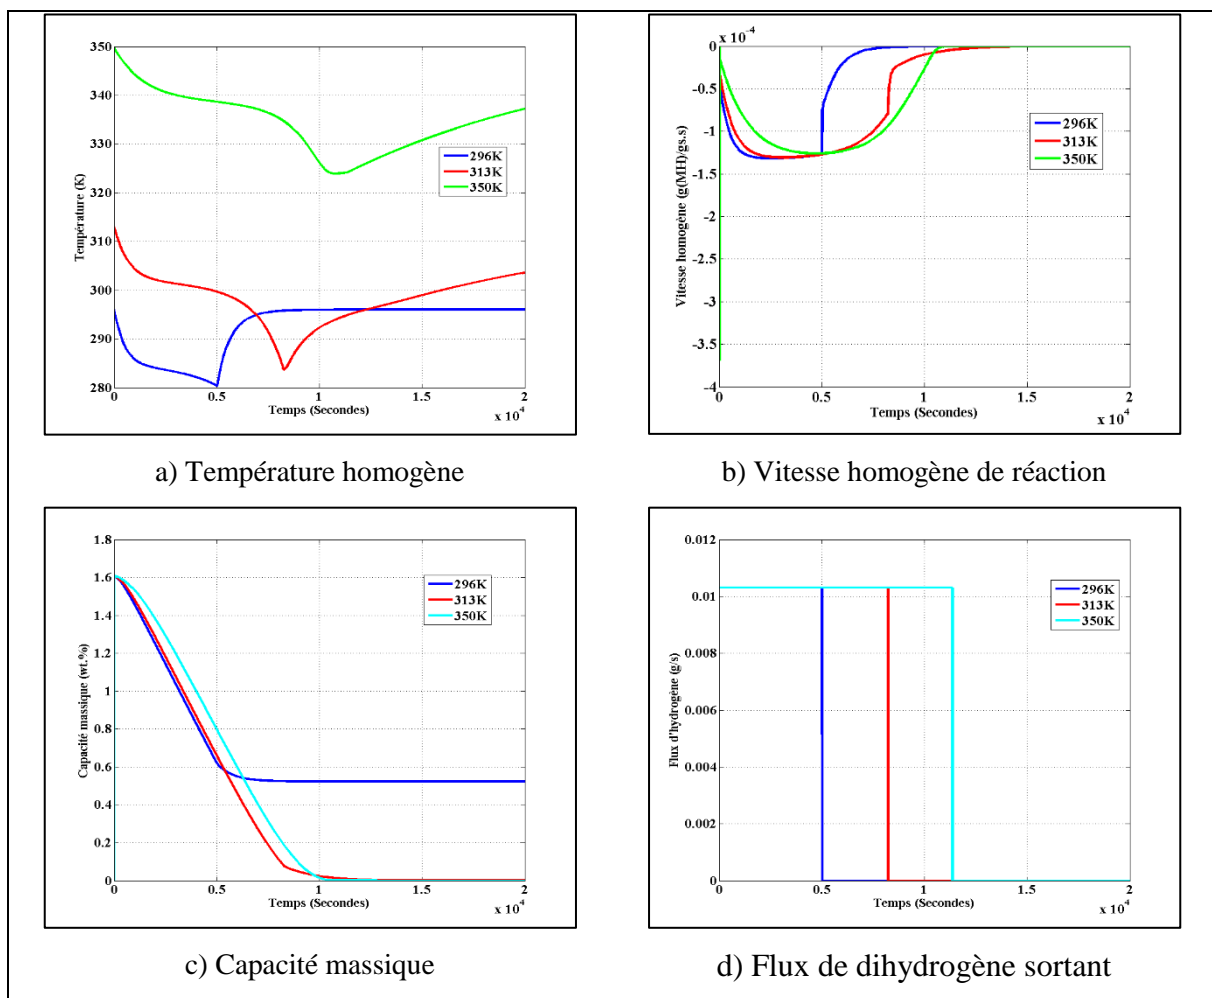 350
340
330
320
310
300
290
280
Température (K)
296K
313K
350K
0
0.5
1
1.5
2
Temps (Secondes)
x 10^4
a) Température homogène
x 10^-4
0
-0.5
-1
-1.5
-2
-2.5
-3
-3.5
-4
Vitesse homogène (g(MH)/gs.s)
296K
313K
350K
0
0.5
1
1.5
2
Temps (Secondes)
x 10^4
b) Vitesse homogène de réaction
1.8
1.6
1.4
1.2
1
0.8
0.6
0.4
0.2
0
Capacité massique (wt.%)
296K
313K
350K
0
0.5
1
1.5
2
Temps (Secondes)
x 10^4
c) Capacité massique
0.012
0.01
0.008
0.006
0.004
0.002
0
Flux d'hydrogène (g/s)
296K
313K
350K
0
0.5
1
1.5
2
Temps (Secondes)
x 10^4
d) Flux de dihydrogène sortant